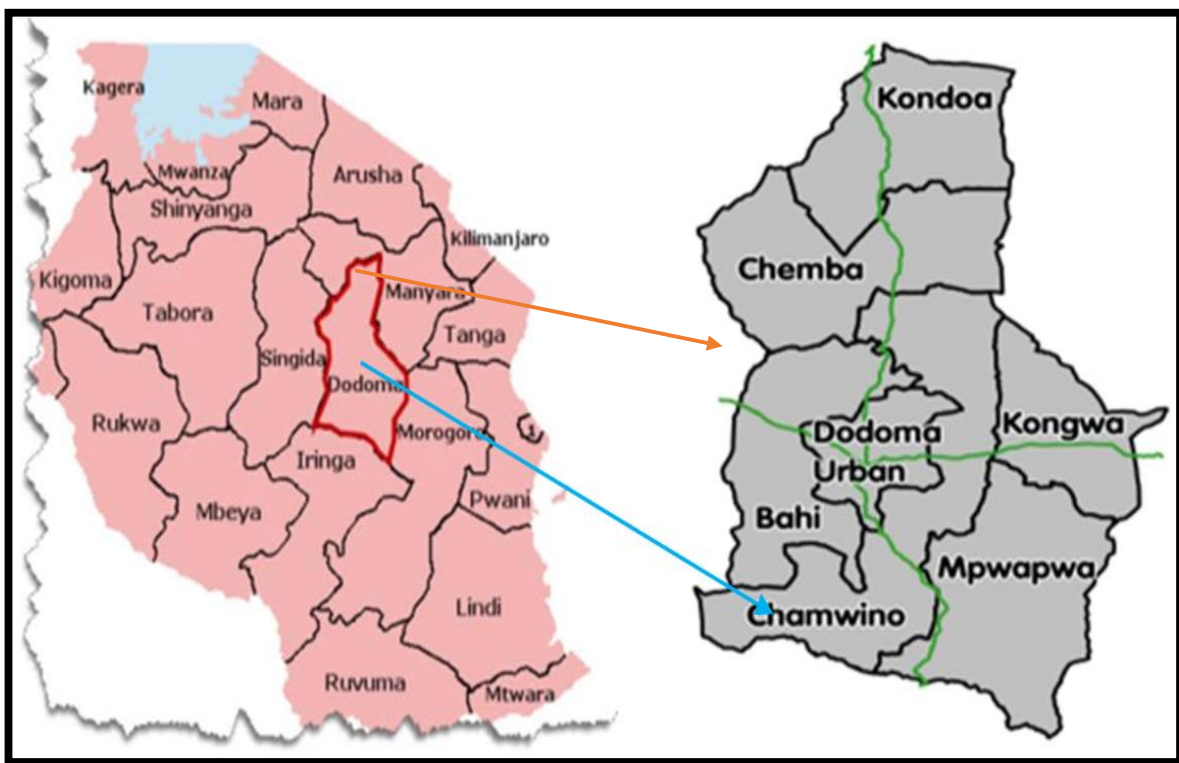 Kagera
Mara
Mwanza
Arusha
Shinyanga
Kilimanjaro
Kigoma
Manyara
Tabora
Tanga
Singida
Dodoma
Rukwa
Morogoro
Iringa
Mbeya
Pwani
Lindi
Ruvuma
Mtwara
Kondoa
Chemba
Dodoma
Urban
Kongwa
Bahi
Mpwapwa
Chamwino